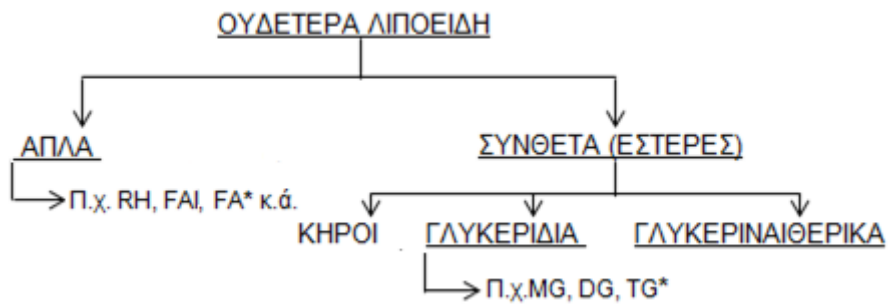 ΟΥΔΕΤΕΡΑ ΛΙΠΟΕΙΔΗ
ΑΠΛΑ
ΣΥΝΘΕΤΑ (ΕΣΤΕΡΕΣ)
Π.χ. RH, FAl, FA* κ.ά.
ΚΗΡΟΙ
ΓΛΥΚΕΡΙΔΙΑ
ΓΛΥΚΕΡΙΝΑΙΘΕΡΙΚΑ
Π.χ.MG, DG, TG*